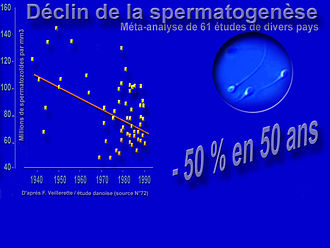 Déclin de la spermatogenèse
Méta-analyse de 61 études de divers pays
Millions de spermatozoïdes par mm3
160
140
120
100
80
60
40
1940 1950 1960 1970 1980 1990
D'après F. Veillerette / étude danoise (source N°72)
- 50 % en 50 ans